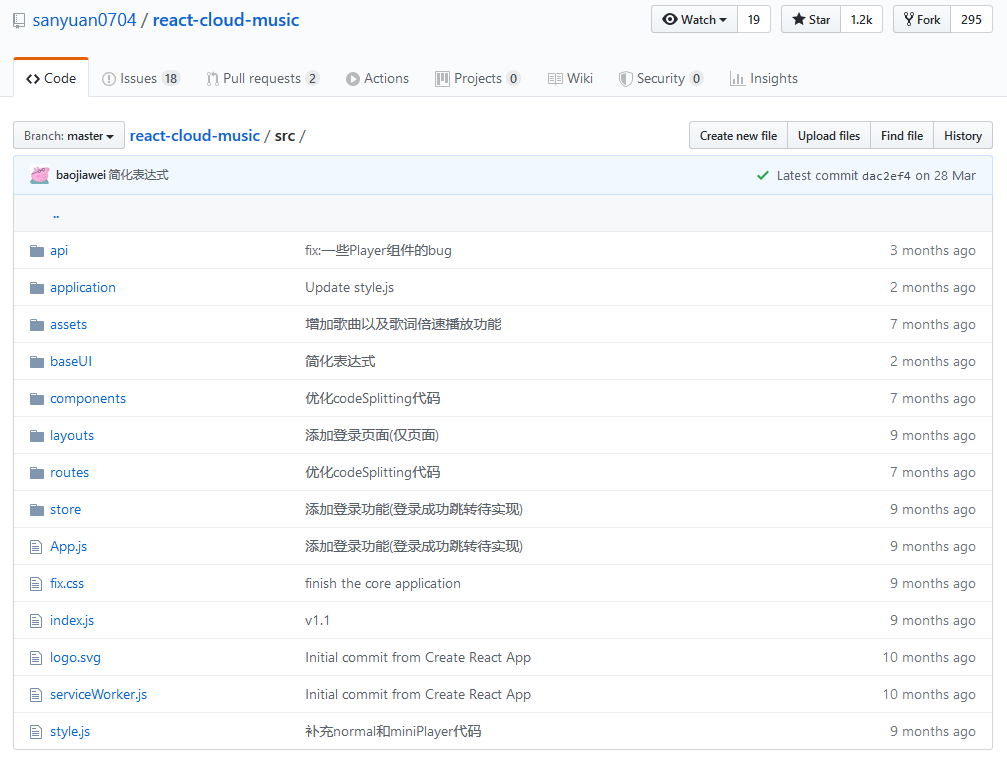 sanyuan0704 / react-cloud-music
Watch 19 Star 1.2k Fork 295
Code Issues 18 Pull requests 2 Actions Projects 0 Wiki Security 0 Insights
Branch: master react-cloud-music / src / Create new file Upload files Find file History
baojiawei 简化表达式 Latest commit dac2ef4 on 28 Mar
..
api fix:一些Player组件的bug 3 months ago
application Update style.js 2 months ago
assets 增加歌曲以及歌词倍速播放功能 7 months ago
baseUI 简化表达式 2 months ago
components 优化codeSplitting代码 7 months ago
layouts 添加登录页面(仅页面) 9 months ago
routes 优化codeSplitting代码 7 months ago
store 添加登录功能(登录成功跳转待实现) 9 months ago
App.js 添加登录功能(登录成功跳转待实现) 9 months ago
fix.css finish the core application 9 months ago
index.js v1.1 9 months ago
logo.svg Initial commit from Create React App 10 months ago
serviceWorker.js Initial commit from Create React App 10 months ago
style.js 补充normal和miniPlayer代码 9 months ago